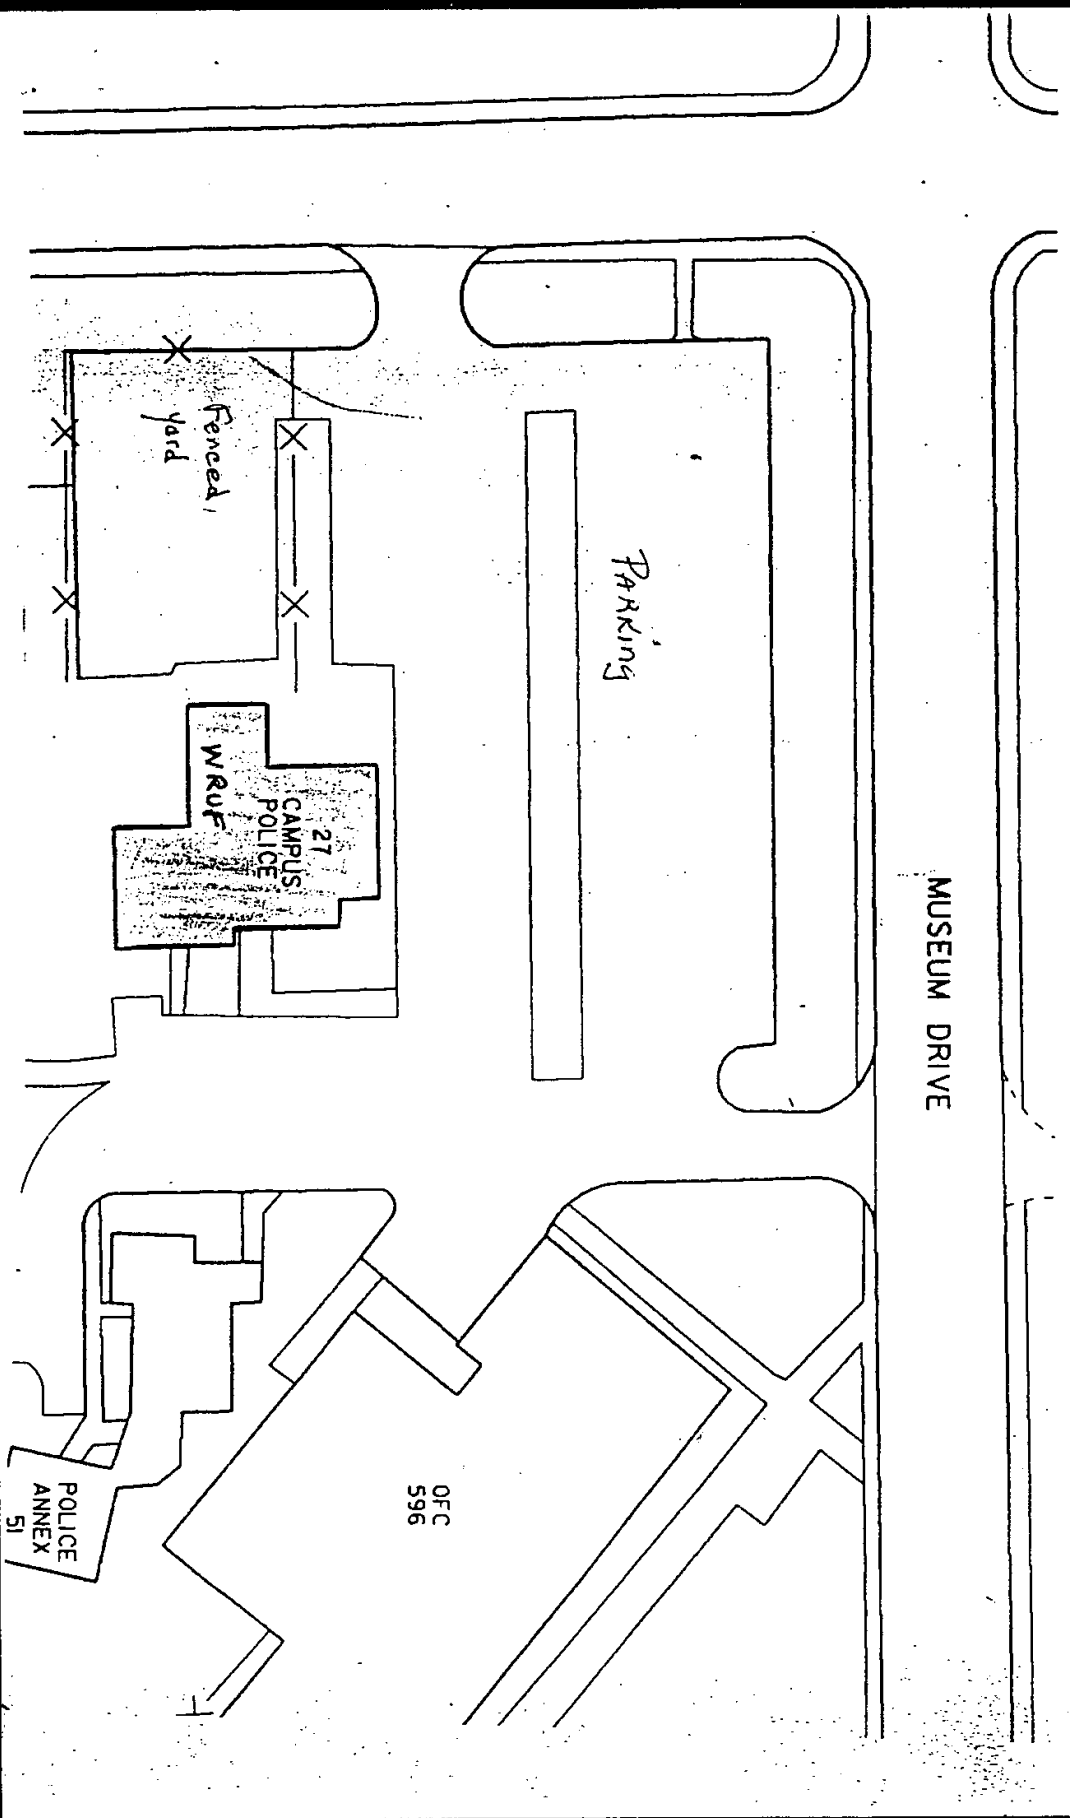 MUSEUM DRIVE
PARKing
Fenced,
yard
27
CAMPUS
POLICE
WRUF
OFC
596
POLICE
ANNEX
51